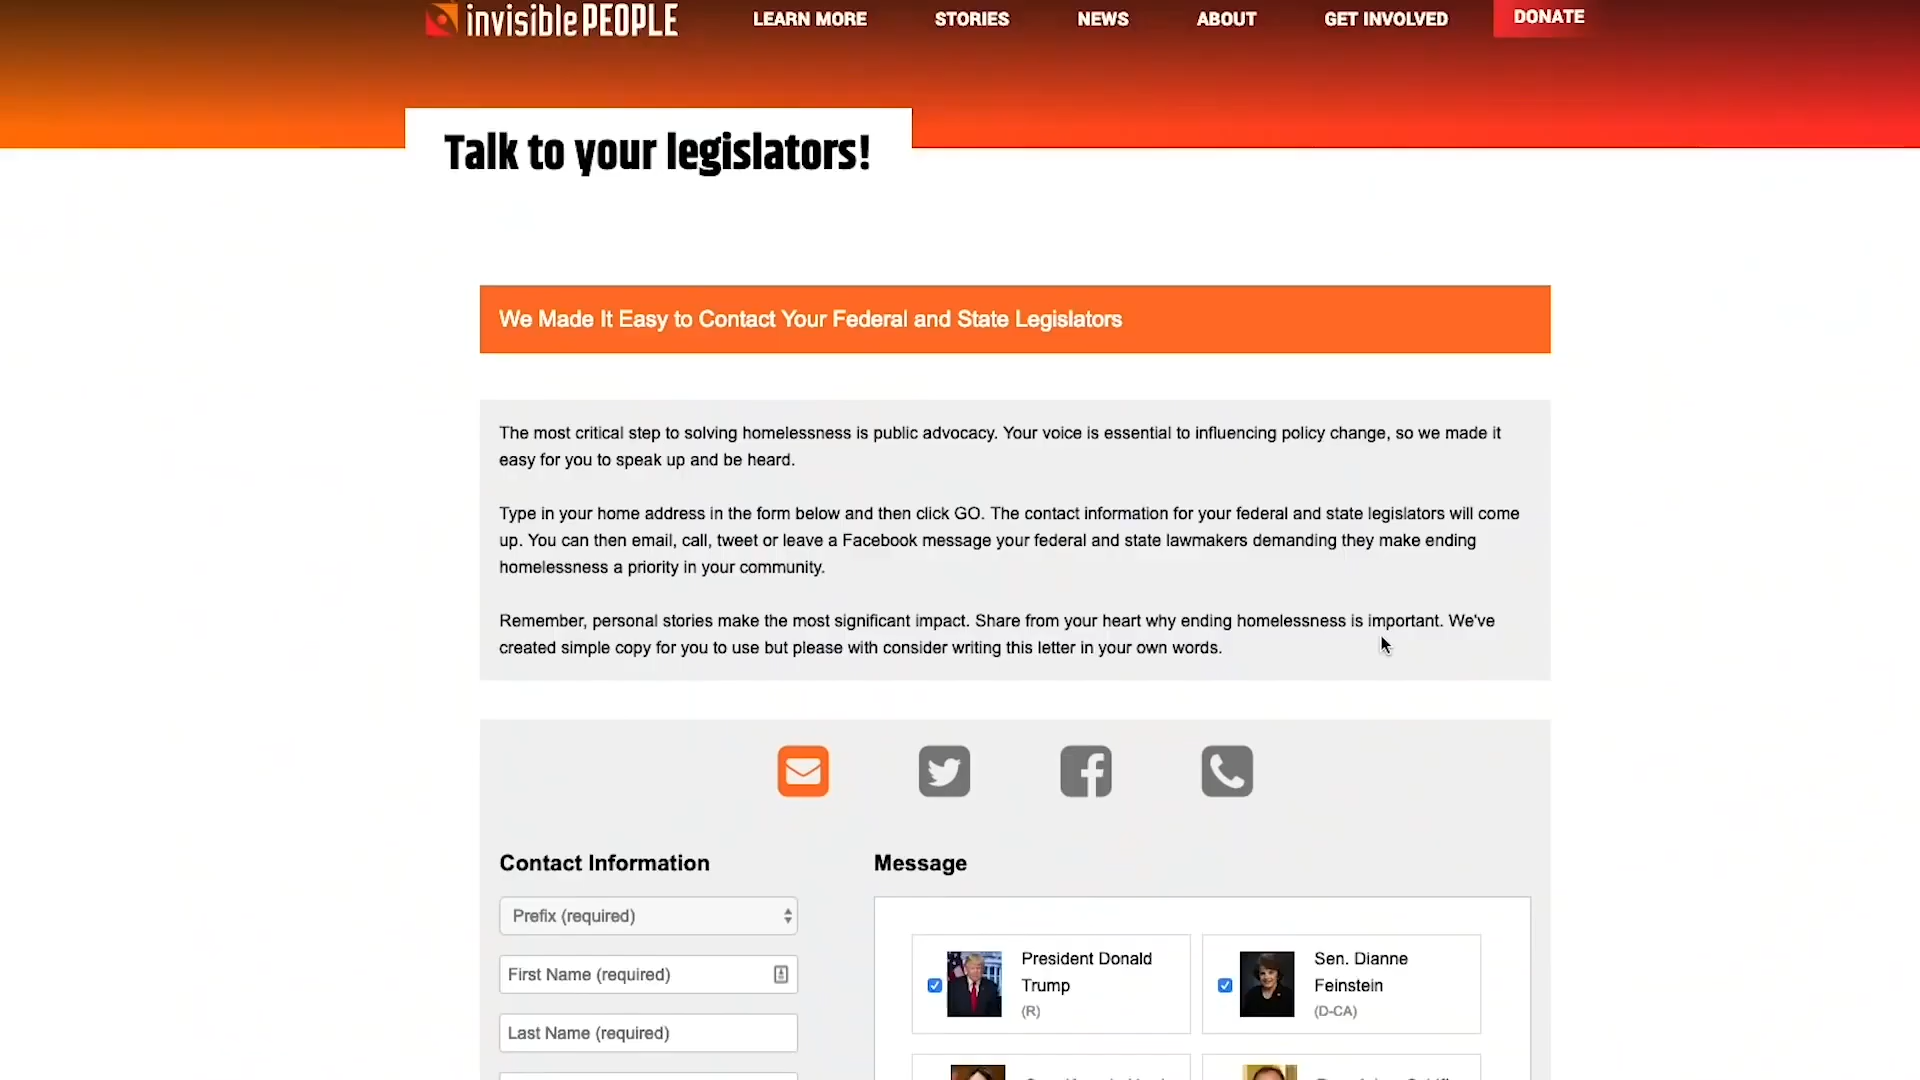 invisiblePEOPLE
LEARN MORE
STORIES
NEWS
ABOUT
GET INVOLVED
DONATE
Talk to your legislators!
We Made It Easy to Contact Your Federal and State Legislators
The most critical step to solving homelessness is public advocacy. Your voice is essential to influencing policy change, so we made it
easy for you to speak up and be heard.
Type in your home address in the form below and then click GO. The contact information for your federal and state legislators will come
up. You can then email, call, tweet or leave a Facebook message your federal and state lawmakers demanding they make ending
homelessness a priority in your community.
Remember, personal stories make the most significant impact. Share from your heart why ending homelessness is important. We've
created simple copy for you to use but please with consider writing this letter in your own words.
Contact Information
Prefix (required)
First Name (required)
Last Name (required)
Message
President Donald
Trump
(R)
Sen. Dianne
Feinstein
(D-CA)